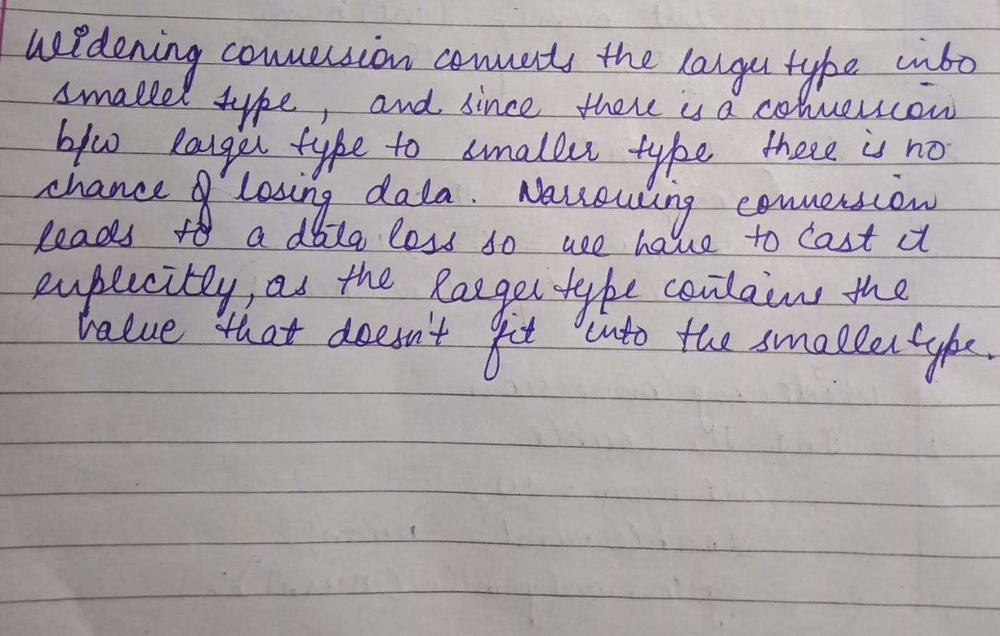 Widening conversion converts the larger type into
smaller type, and since there is a conversion
b/w larger type to smaller type there is no
chance of losing data. Narrowing conversion
leads to a data loss so we have to cast it
explicitly, as the larger type contains the
value that doesn't fit into the smaller type.